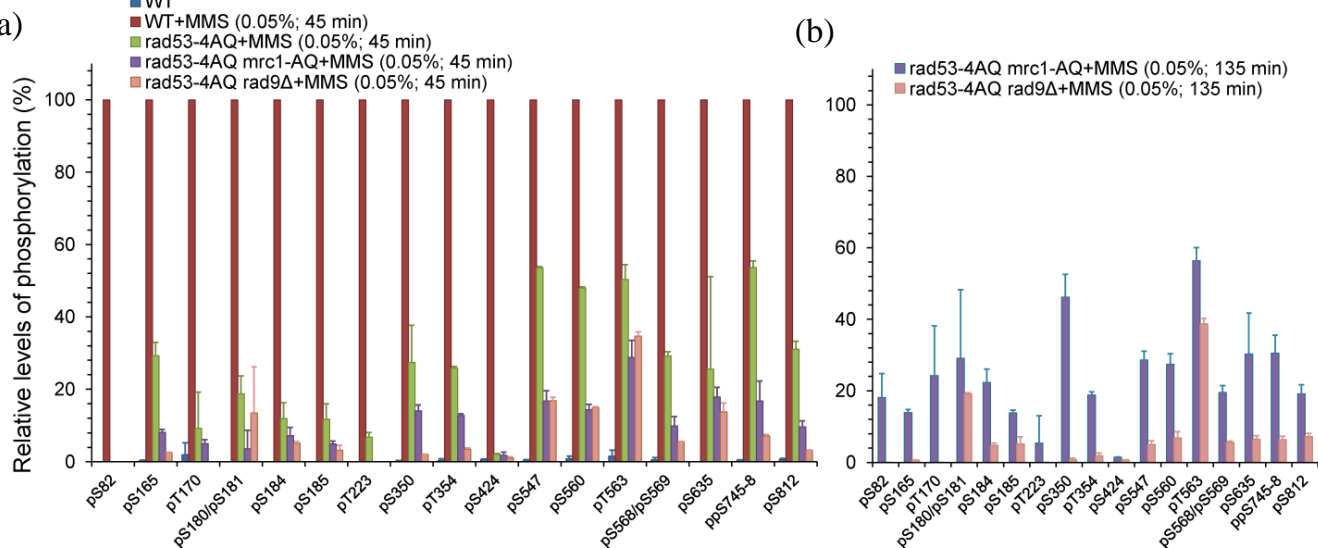 WT
a)
WT+MMS (0.05%; 45 min)
rad53-4AQ+MMS (0.05%; 45 min)
rad53-4AQ mrc1-AQ+MMS (0.05%; 45 min)
rad53-4AQ rad9Δ+MMS (0.05%; 45 min)
Relative levels of phosphorylation (%)
100
80
60
40
20
0
pS82
pS165
pT170
pS180/pS181
pS184
pS185
pT223
pS350
pT354
pS424
pS547
pS560
pT563
pS568/pS569
pS635
ppS745-8
pS812
(b)
rad53-4AQ mrc1-AQ+MMS (0.05%; 135 min)
rad53-4AQ rad9Δ+MMS (0.05%; 135 min)
100
80
60
40
20
0
pS82
pS165
pT170
pS180/pS181
pS184
pS185
pT223
pS350
pT354
pS424
pS547
pS560
pT563
pS568/pS569
pS635
ppS745-8
pS812